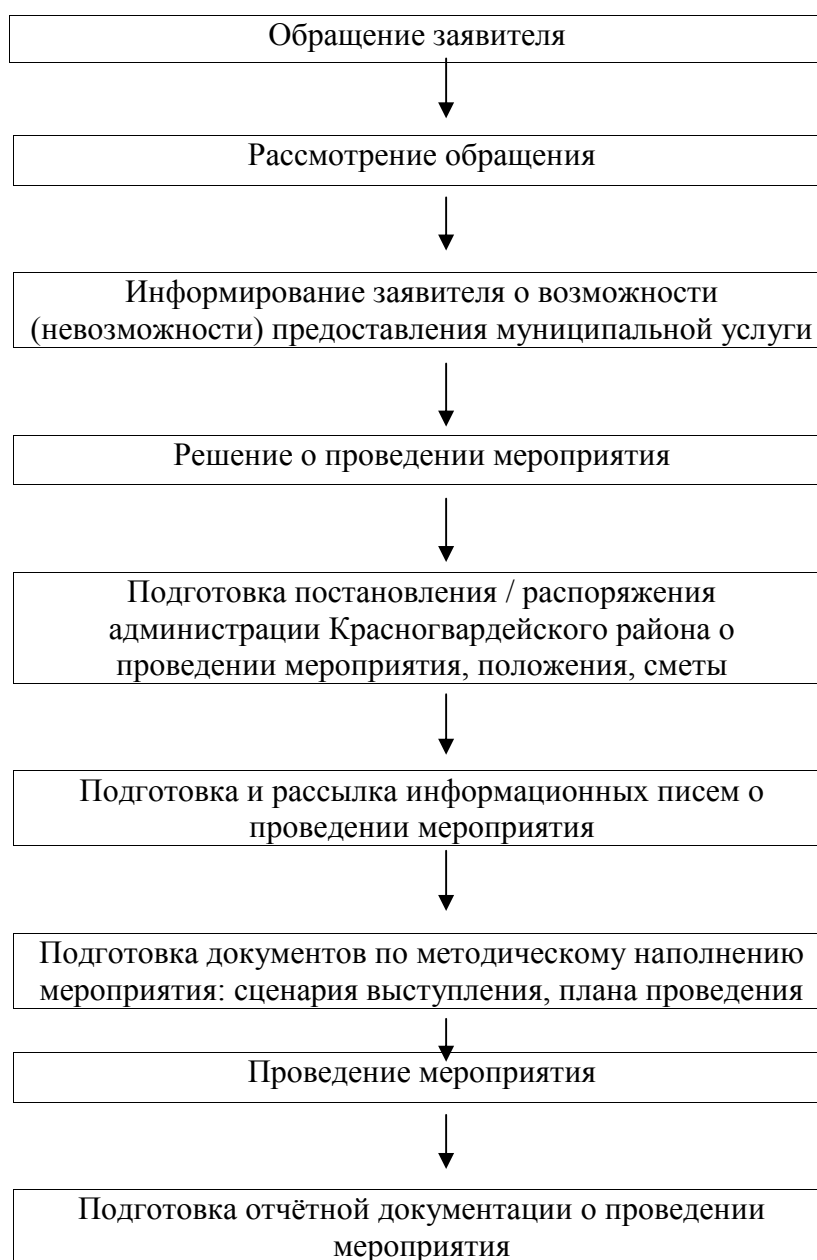 Обращение заявителя
Рассмотрение обращения
Информирование заявителя о возможности
(невозможности) предоставления муниципальной услуги
Решение о проведении мероприятия
Подготовка постановления / распоряжения
администрации Красногвардейского района о
проведении мероприятия, положения, сметы
Подготовка и рассылка информационных писем о
проведении мероприятия
Подготовка документов по методическому наполнению
мероприятия: сценария выступления, плана проведения
Проведение мероприятия
Подготовка отчётной документации о проведении
мероприятия